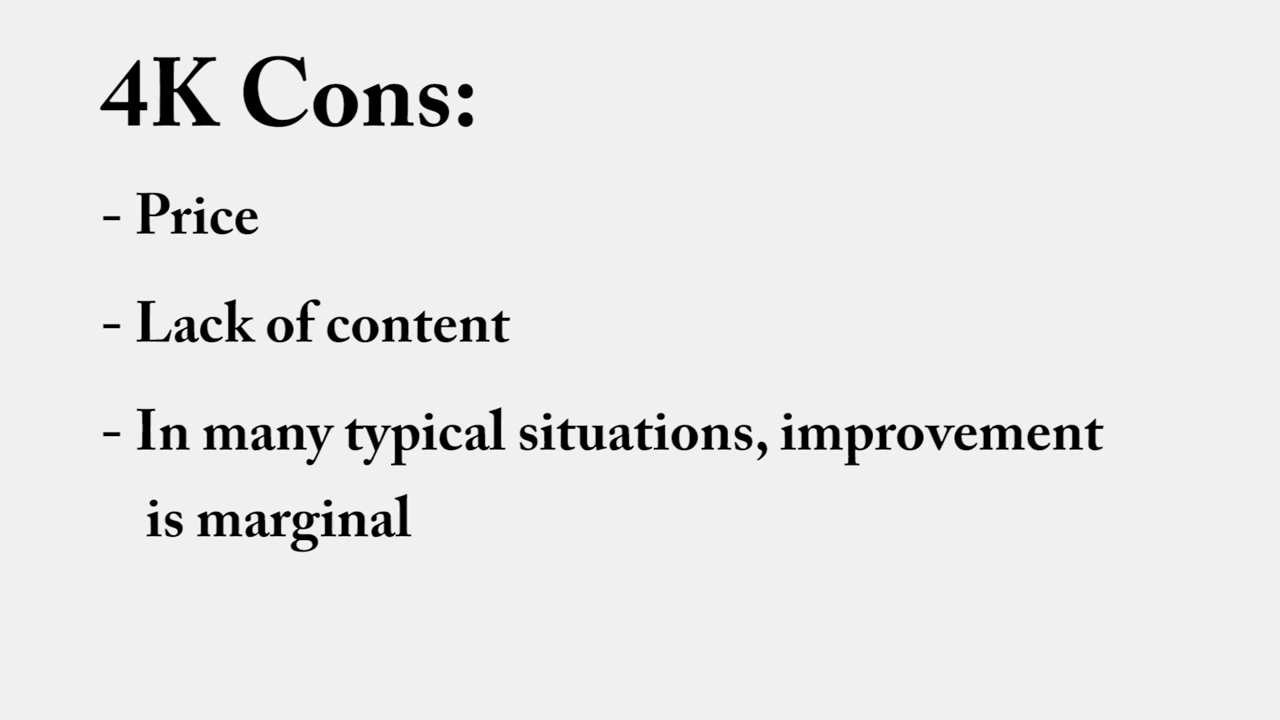 4K Cons:
- Price
- Lack of content
- In many typical situations, improvement
is marginal